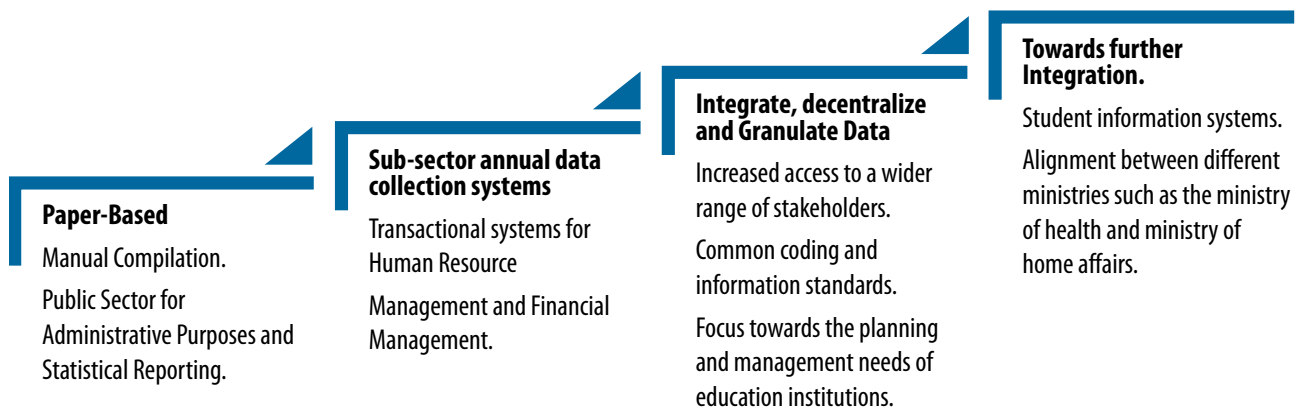 Paper-Based
Manual Compilation.
Public Sector for
Administrative Purposes and
Statistical Reporting.
Sub-sector annual data
collection systems
Transactional systems for
Human Resource
Management and Financial
Management.
Integrate, decentralize
and Granulate Data
Increased access to a wider
range of stakeholders.
Common coding and
information standards.
Focus towards the planning
and management needs of
education institutions.
Towards further
Integration.
Student information systems.
Alignment between different
ministries such as the ministry
of health and ministry of
home affairs.